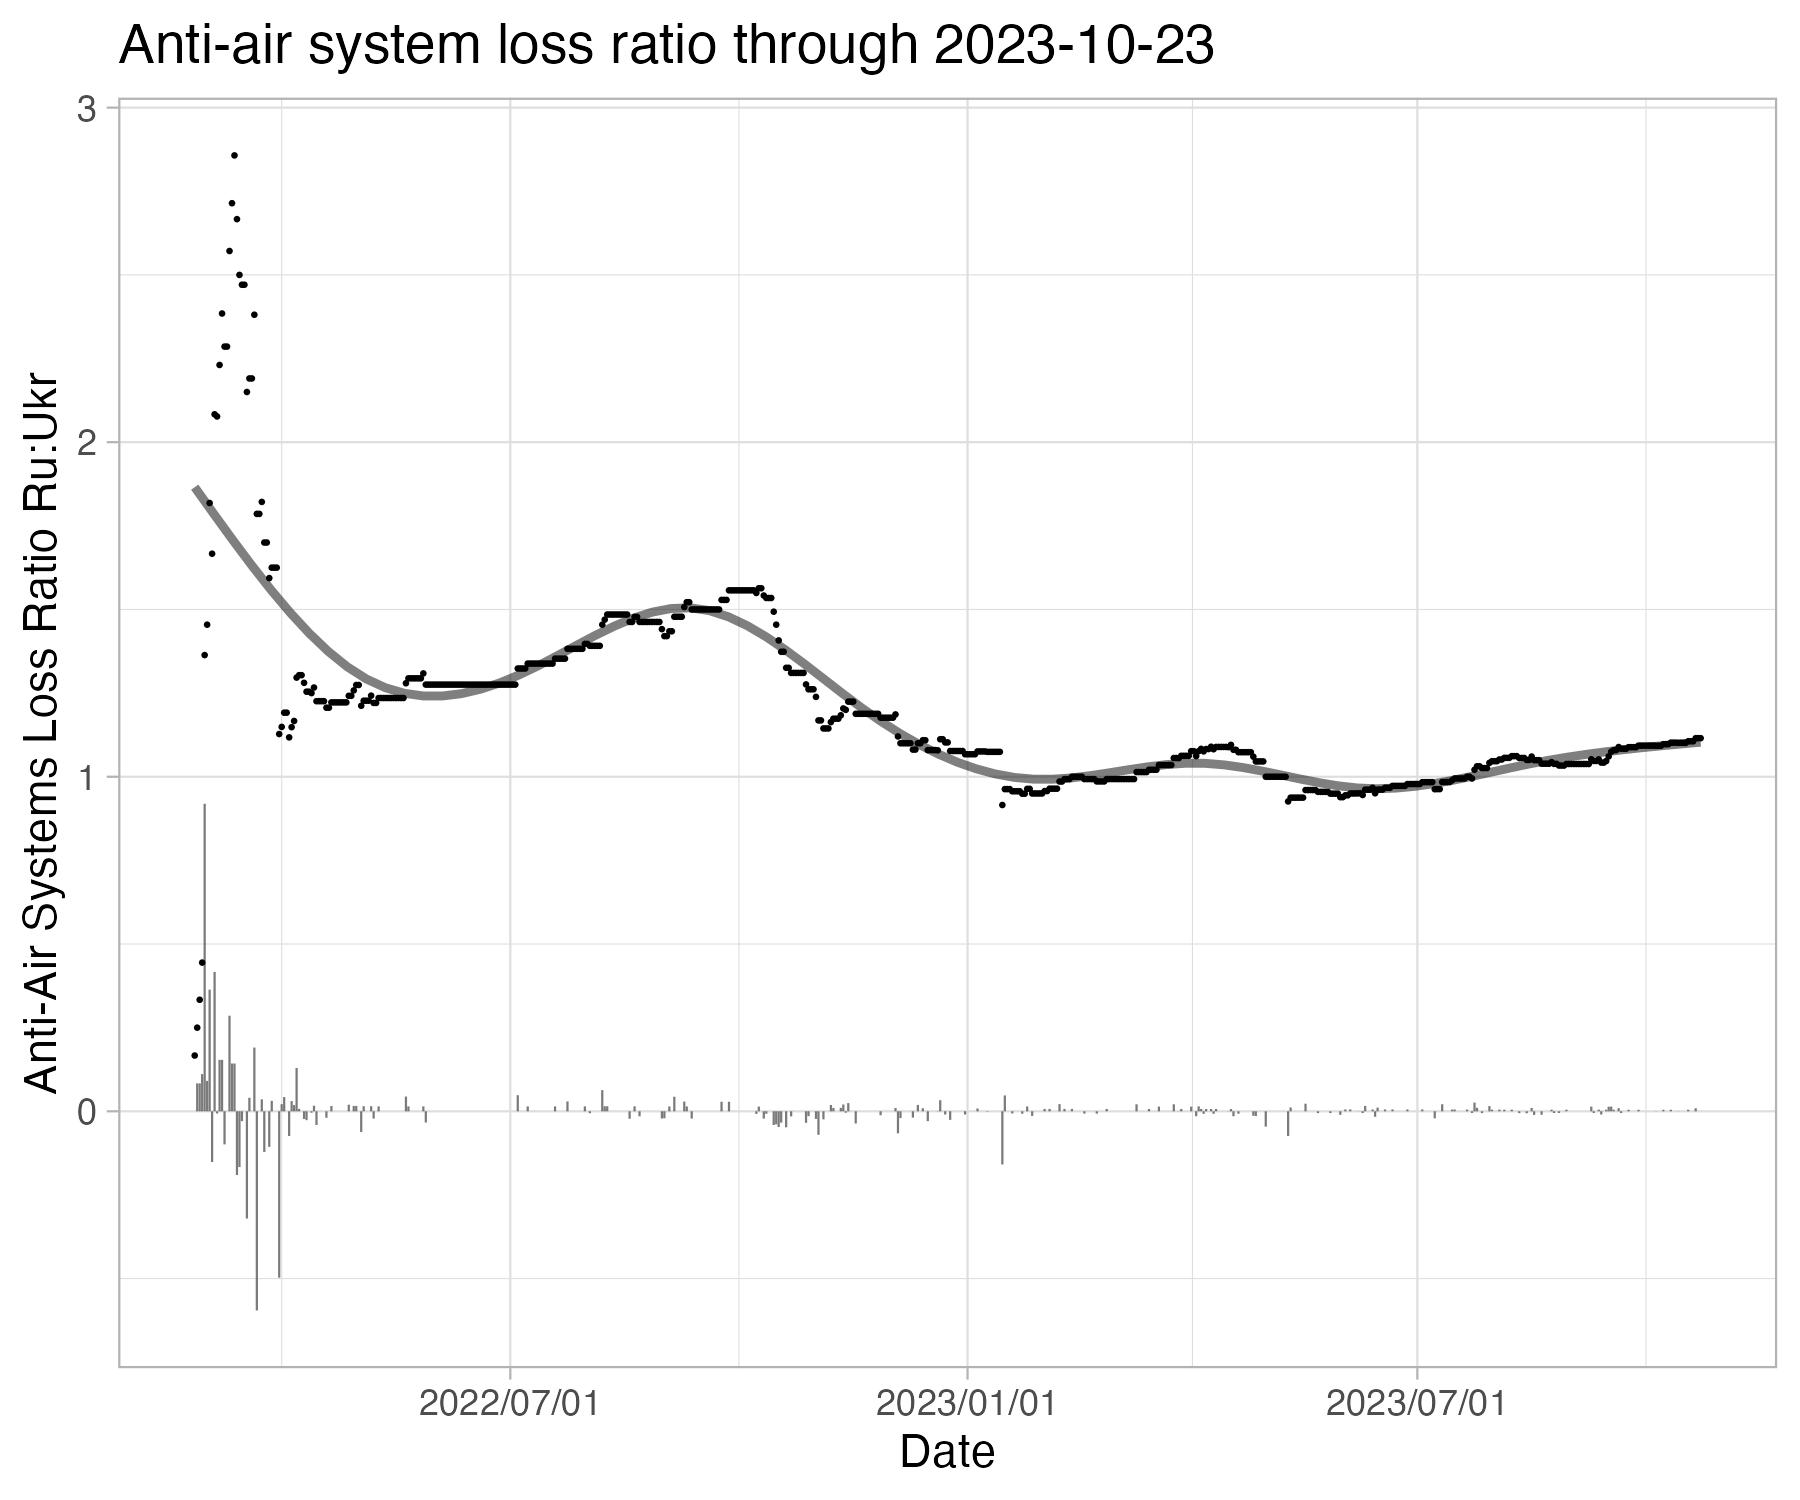 Anti-air system loss ratio through 2023-10-23
Anti-Air Systems Loss Ratio Ru:Ukr
3
2
1
0
2022/07/01
2023/01/01
2023/07/01
Date